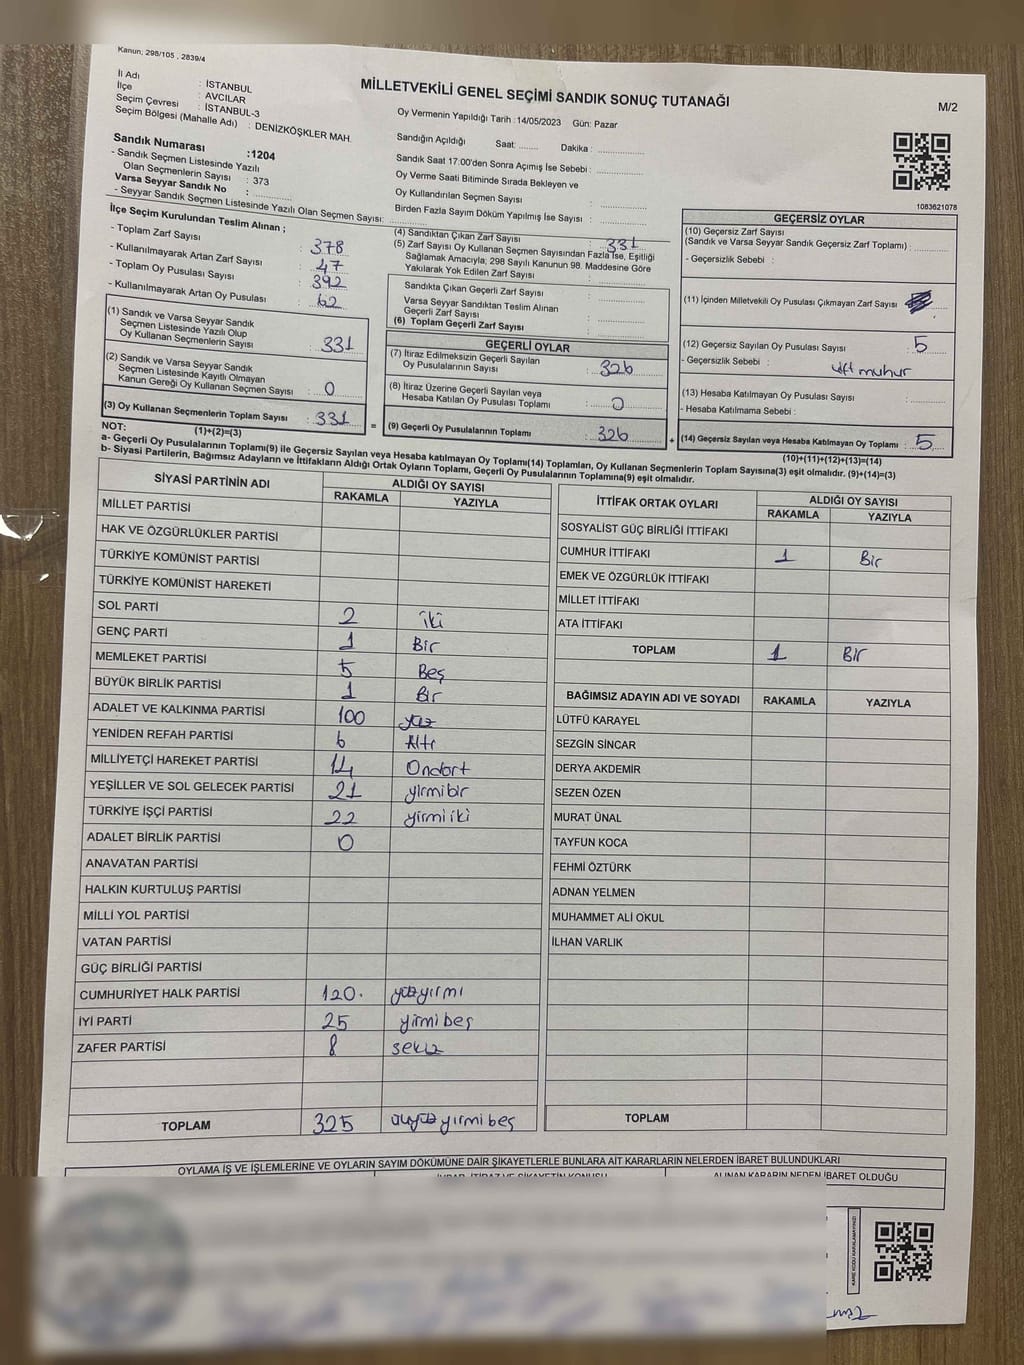 Kanun; 298/105 , 2839/4
MİLLETVEKİLİ GENEL SEÇİMİ SANDIK SONUÇ TUTANAĞI
M/2
İl Adı : İSTANBUL
İlçe : AVCILAR
Seçim Çevresi : İSTANBUL-3
Seçim Bölgesi (Mahalle Adı) : DENİZKÖŞKLER MAH.
Oy Vermenin Yapıldığı Tarih :14/05/2023 Gün: Pazar
Sandığın Açıldığı Saat: ........ Dakika : ................
Sandık Saat 17:00'den Sonra Açımış İse Sebebi : ................
Oy Verme Saati Bitiminde Sırada Bekleyen ve
Oy Kullandırılan Seçmen Sayısı : ................
Birden Fazla Sayım Döküm Yapılmış İse Sayısı : ................
Sandık Numarası :1204
- Sandık Seçmen Listesinde Yazılı
Olan Seçmenlerin Sayısı : 373
Varsa Seyyar Sandık No : ............
- Seyyar Sandık Seçmen Listesinde Yazılı Olan Seçmen Sayısı: ............
1083621078
İlçe Seçim Kurulundan Teslim Alınan ;
- Toplam Zarf Sayısı : 378
- Kullanılmayarak Artan Zarf Sayısı : 47
- Toplam Oy Pusulası Sayısı : 392
- Kullanılmayarak Artan Oy Pusulası : 62
(1) Sandık ve Varsa Seyyar Sandık
Seçmen Listesinde Yazılı Olup
Oy Kullanan Seçmenlerin Sayısı : 331
(2) Sandık ve Varsa Seyyar Sandık
Seçmen Listesinde Kayıtlı Olmayan
Kanun Gereği Oy Kullanan Seçmen Sayısı : 0
(3) Oy Kullanan Seçmenlerin Toplam Sayısı : 331
(1)+(2)=(3)
(4) Sandıktan Çıkan Zarf Sayısı : 331
(5) Zarf Sayısı Oy Kullanan Seçmen Sayısından Fazla İse, Eşitliği
Sağlamak Amacıyla; 298 Sayılı Kanunun 98. Maddesine Göre
Yakılarak Yok Edilen Zarf Sayısı :
Sandıkta Çıkan Geçerli Zarf Sayısı :
Varsa Seyyar Sandıktan Teslim Alınan
Geçerli Zarf Sayısı :
(6) Toplam Geçerli Zarf Sayısı :
GEÇERLİ OYLAR
(7) İtiraz Edilmeksizin Geçerli Sayılan
Oy Pusulalarının Sayısı : 326
(8) İtiraz Üzerine Geçerli Sayılan veya
Hesaba Katılan Oy Pusulası Toplamı : 0
= (9) Geçerli Oy Pusulalarının Toplamı : 326
GEÇERSİZ OYLAR
(10) Geçersiz Zarf Sayısı
(Sandık ve Varsa Seyyar Sandık Geçersiz Zarf Toplamı) :
- Geçersizlik Sebebi :
(11) İçinden Milletvekili Oy Pusulası Çıkmayan Zarf Sayısı :
(12) Geçersiz Sayılan Oy Pusulası Sayısı : 5
- Geçersizlik Sebebi : çift muhur
(13) Hesaba Katılmayan Oy Pusulası Sayısı :
- Hesaba Katılmama Sebebi :
+ (14) Geçersiz Sayılan veya Hesaba Katılmayan Oy Toplamı : 5
(10)+(11)+(12)+(13)=(14)
NOT:
a- Geçerli Oy Pusulalarının Toplamı(9) ile Geçersiz Sayılan veya Hesaba katılmayan Oy Toplamı(14) Toplamları, Oy Kullanan Seçmenlerin Toplam Sayısına(3) eşit olmalıdır. (9)+(14)=(3)
b- Siyasi Partilerin, Bağımsız Adayların ve İttifakların Aldığı Ortak Oyların Toplamı, Geçerli Oy Pusulalarının Toplamına(9) eşit olmalıdır.
SİYASİ PARTİNİN ADI ALDIĞI OY SAYISI
RAKAMLA YAZIYLA
MİLLET PARTİSİ
HAK VE ÖZGÜRLÜKLER PARTİSİ
TÜRKİYE KOMÜNİST PARTİSİ
TÜRKİYE KOMÜNİST HAREKETİ
SOL PARTİ 2 iki
GENÇ PARTİ 1 Bir
MEMLEKET PARTİSİ 5 Beş
BÜYÜK BİRLİK PARTİSİ 1 Bir
ADALET VE KALKINMA PARTİSİ 100 yüz
YENİDEN REFAH PARTİSİ 6 Altı
MİLLİYETÇİ HAREKET PARTİSİ 14 Ondört
YEŞİLLER VE SOL GELECEK PARTİSİ 21 yirmibir
TÜRKİYE İŞÇİ PARTİSİ 22 yirmi iki
ADALET BİRLİK PARTİSİ 0
ANAVATAN PARTİSİ
HALKIN KURTULUŞ PARTİSİ
MİLLİ YOL PARTİSİ
VATAN PARTİSİ
GÜÇ BİRLİĞİ PARTİSİ
CUMHURİYET HALK PARTİSİ 120. yüzyirmi
İYİ PARTİ 25 yirmibeş
ZAFER PARTİSİ 8 sekiz
TOPLAM 325 üçyüzyirmibeş
İTTİFAK ORTAK OYLARI ALDIĞI OY SAYISI
RAKAMLA YAZIYLA
SOSYALİST GÜÇ BİRLİĞİ İTTİFAKI
CUMHUR İTTİFAKI 1 Bir
EMEK VE ÖZGÜRLÜK İTTİFAKI
MİLLET İTTİFAKI
ATA İTTİFAKI
TOPLAM 1 Bir
BAĞIMSIZ ADAYIN ADI VE SOYADI RAKAMLA YAZIYLA
LÜTFÜ KARAYEL
SEZGİN SİNCAR
DERYA AKDEMİR
SEZEN ÖZEN
MURAT ÜNAL
TAYFUN KOCA
FEHMİ ÖZTÜRK
ADNAN YELMEN
MUHAMMET ALİ OKUL
İLHAN VARLIK
TOPLAM
OYLAMA İŞ VE İŞLEMLERİNE VE OYLARIN SAYIM DÖKÜMÜNE DAİR ŞİKAYETLERLE BUNLARA AİT KARARLARIN NELERDEN İBARET BULUNDUKLARI
ALINAN KARARIN NEDEN İBARET OLDUĞU